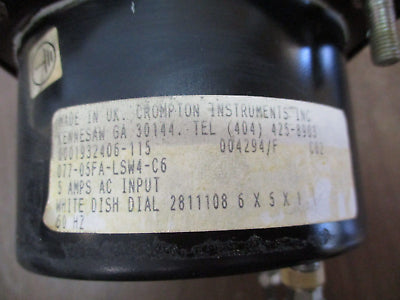 MADE IN UK. CROMPTON INSTRUMENTS INC
KENNESAW GA 30144. TEL (404) 425-8903
0001932406-115 004294/F C02
077-05FA-LSW4-C6
5 AMPS AC INPUT
WHITE DISH DIAL 2811108 6 X 5 X 1
60 HZ